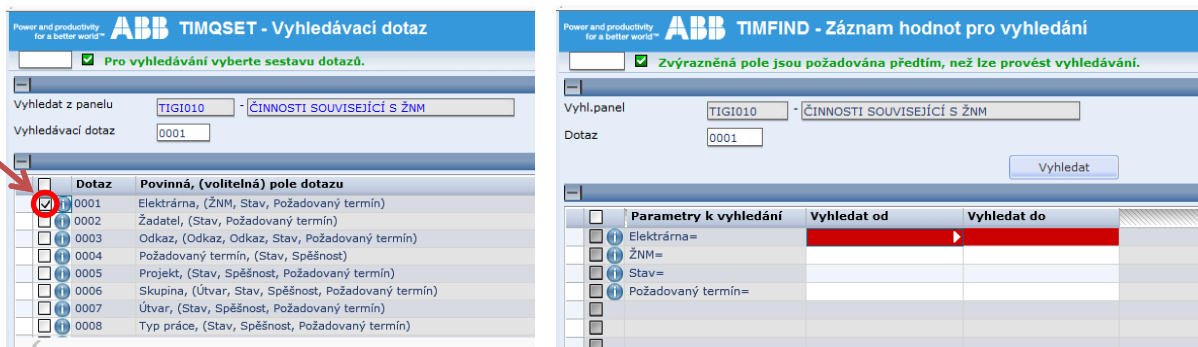 Power and productivity
for a better world™ ABB TIMQSET - Vyhledávací dotaz
Pro vyhledávání vyberte sestavu dotazů.
Vyhledat z panelu TIGI010 - ČINNOSTI SOUVISEJÍCÍ S ŽNM
Vyhledávací dotaz 0001
Dotaz Povinná, (volitelná) pole dotazu
0001 Elektrárna, (ŽNM, Stav, Požadovaný termín)
0002 Žadatel, (Stav, Požadovaný termín)
0003 Odkaz, (Odkaz, Odkaz, Stav, Požadovaný termín)
0004 Požadovaný termín, (Stav, Spěšnost)
0005 Projekt, (Stav, Spěšnost, Požadovaný termín)
0006 Skupina, (Útvar, Stav, Spěšnost, Požadovaný termín)
0007 Útvar, (Stav, Spěšnost, Požadovaný termín)
0008 Typ práce, (Stav, Spěšnost, Požadovaný termín)
Power and productivity
for a better world™ ABB TIMFIND - Záznam hodnot pro vyhledání
Zvýrazněná pole jsou požadována předtím, než lze provést vyhledávání.
Vyhl.panel TIGI010 - ČINNOSTI SOUVISEJÍCÍ S ŽNM
Dotaz 0001
Vyhledat
Parametry k vyhledání Vyhledat od Vyhledat do
Elektrárna=
ŽNM=
Stav=
Požadovaný termín=